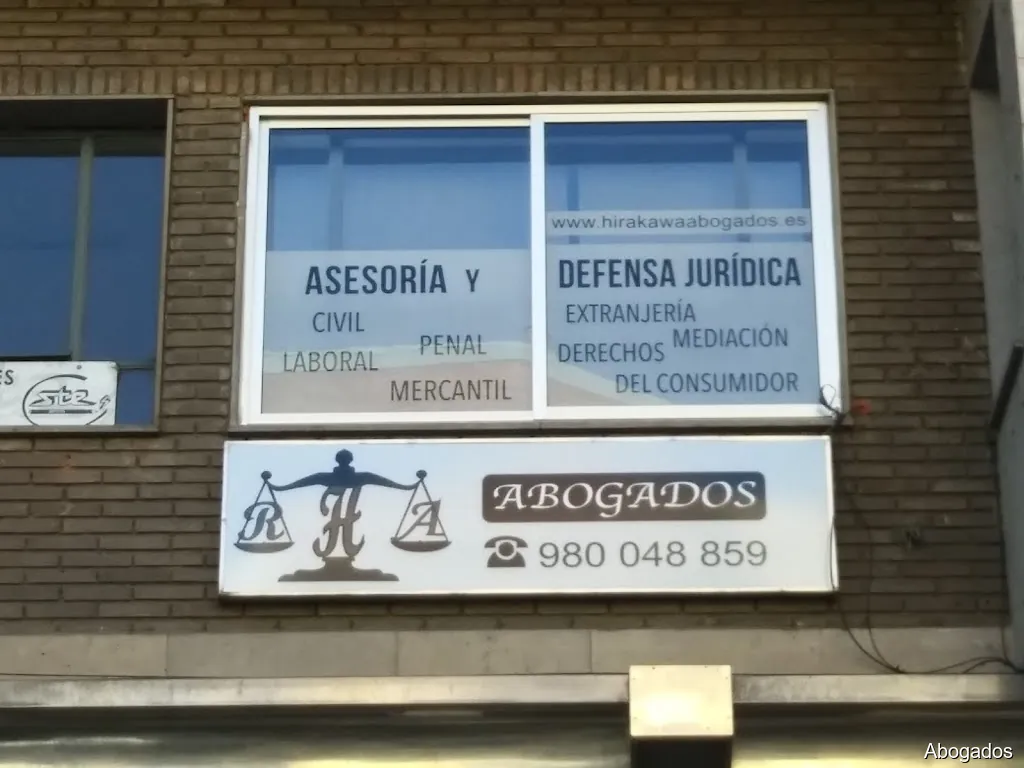 www.hirakawaabogados.es
ASESORÍA Y DEFENSA JURÍDICA
CIVIL
PENAL
LABORAL
MERCANTIL
EXTRANJERÍA
MEDIACIÓN
DERECHOS
DEL CONSUMIDOR
ES
R H A
ABOGADOS
980 048 859
Abogados